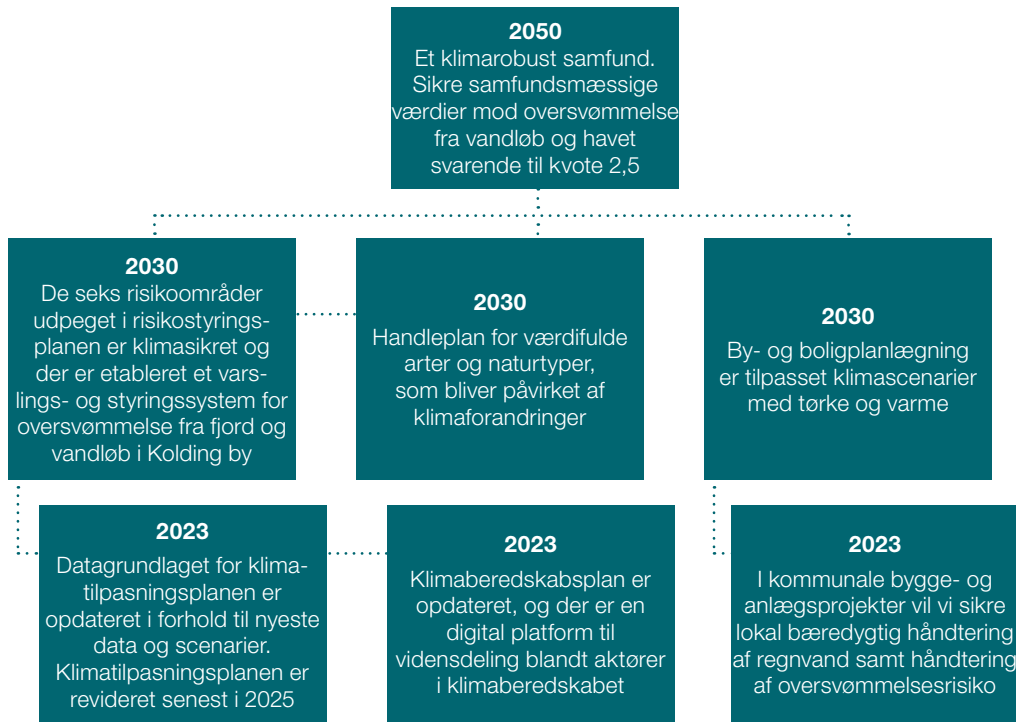 2050
Et klimarobust samfund.
Sikre samfundsmæssige
værdier mod oversvømmelse
fra vandløb og havet
svarende til kvote 2,5
2030
De seks risikoområder
udpeget i risikostyrings-
planen er klimasikret og
der er etableret et vars-
lings- og styringssystem for
oversvømmelse fra fjord og
vandløb i Kolding by
2030
Handleplan for værdifulde
arter og naturtyper,
som bliver påvirket af
klimaforandringer
2030
By- og boligplanlægning
er tilpasset klimascenarier
med tørke og varme
2023
Datagrundlaget for klima-
tilpasningsplanen er
opdateret i forhold til nyeste
data og scenarier.
Klimatilpasningsplanen er
revideret senest i 2025
2023
Klimaberedskabsplan er
opdateret, og der er en
digital platform til
vidensdeling blandt aktører
i klimaberedskabet
2023
I kommunale bygge- og
anlægsprojekter vil vi sikre
lokal bæredygtig håndtering
af regnvand samt håndtering
af oversvømmelsesrisiko